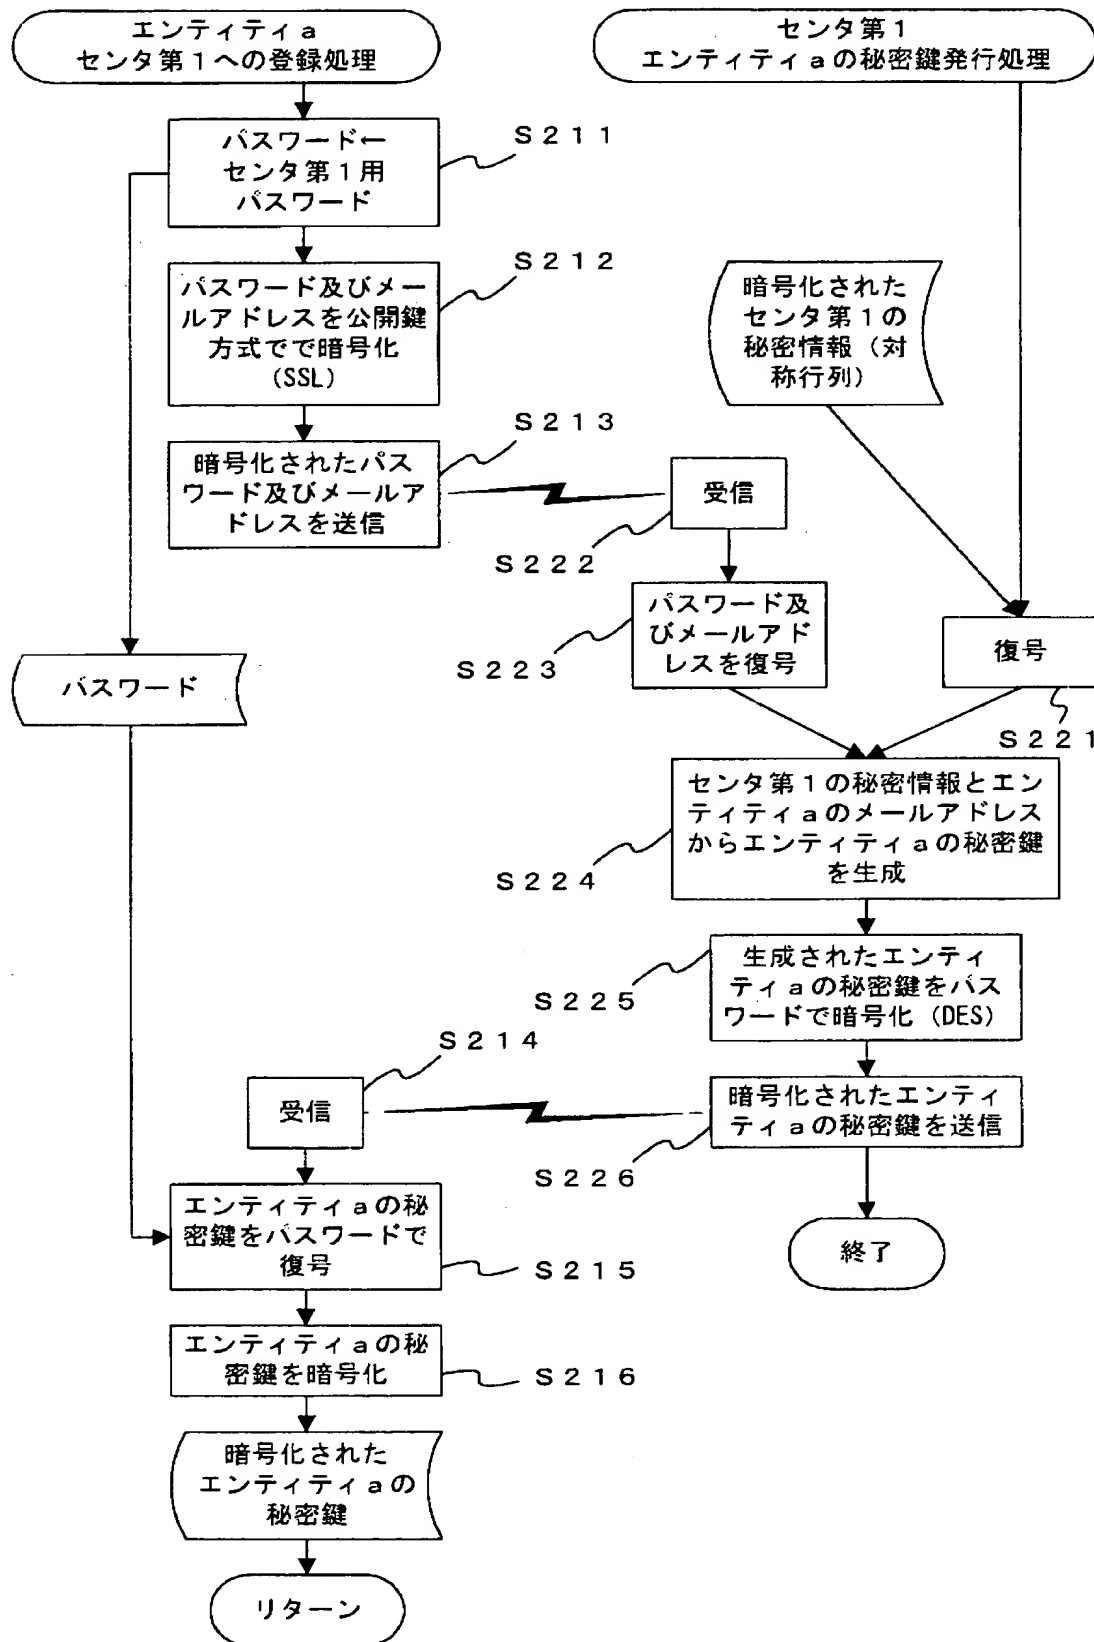 エンティティa
センタ第1への登録処理
センタ第1
エンティティaの秘密鍵発行処理
パスワード←
センタ第1用
パスワード
S211
パスワード及びメー
ルアドレスを公開鍵
方式でで暗号化
(SSL)
S212
暗号化された
センタ第1の
秘密情報(対
称行列)
暗号化されたパス
ワード及びメールア
ドレスを送信
S213
受信
S222
パスワード及
びメールアド
レスを復号
S223
復号
S221
パスワード
センタ第1の秘密情報とエン
ティティaのメールアドレス
からエンティティaの秘密鍵
を生成
S224
生成されたエンティ
ティaの秘密鍵をパス
ワードで暗号化(DES)
S225
S214
受信
暗号化されたエンティ
ティaの秘密鍵を送信
S226
エンティティaの秘
密鍵をパスワードで
復号
S215
終了
エンティティaの秘
密鍵を暗号化
S216
暗号化された
エンティティaの
秘密鍵
リターン